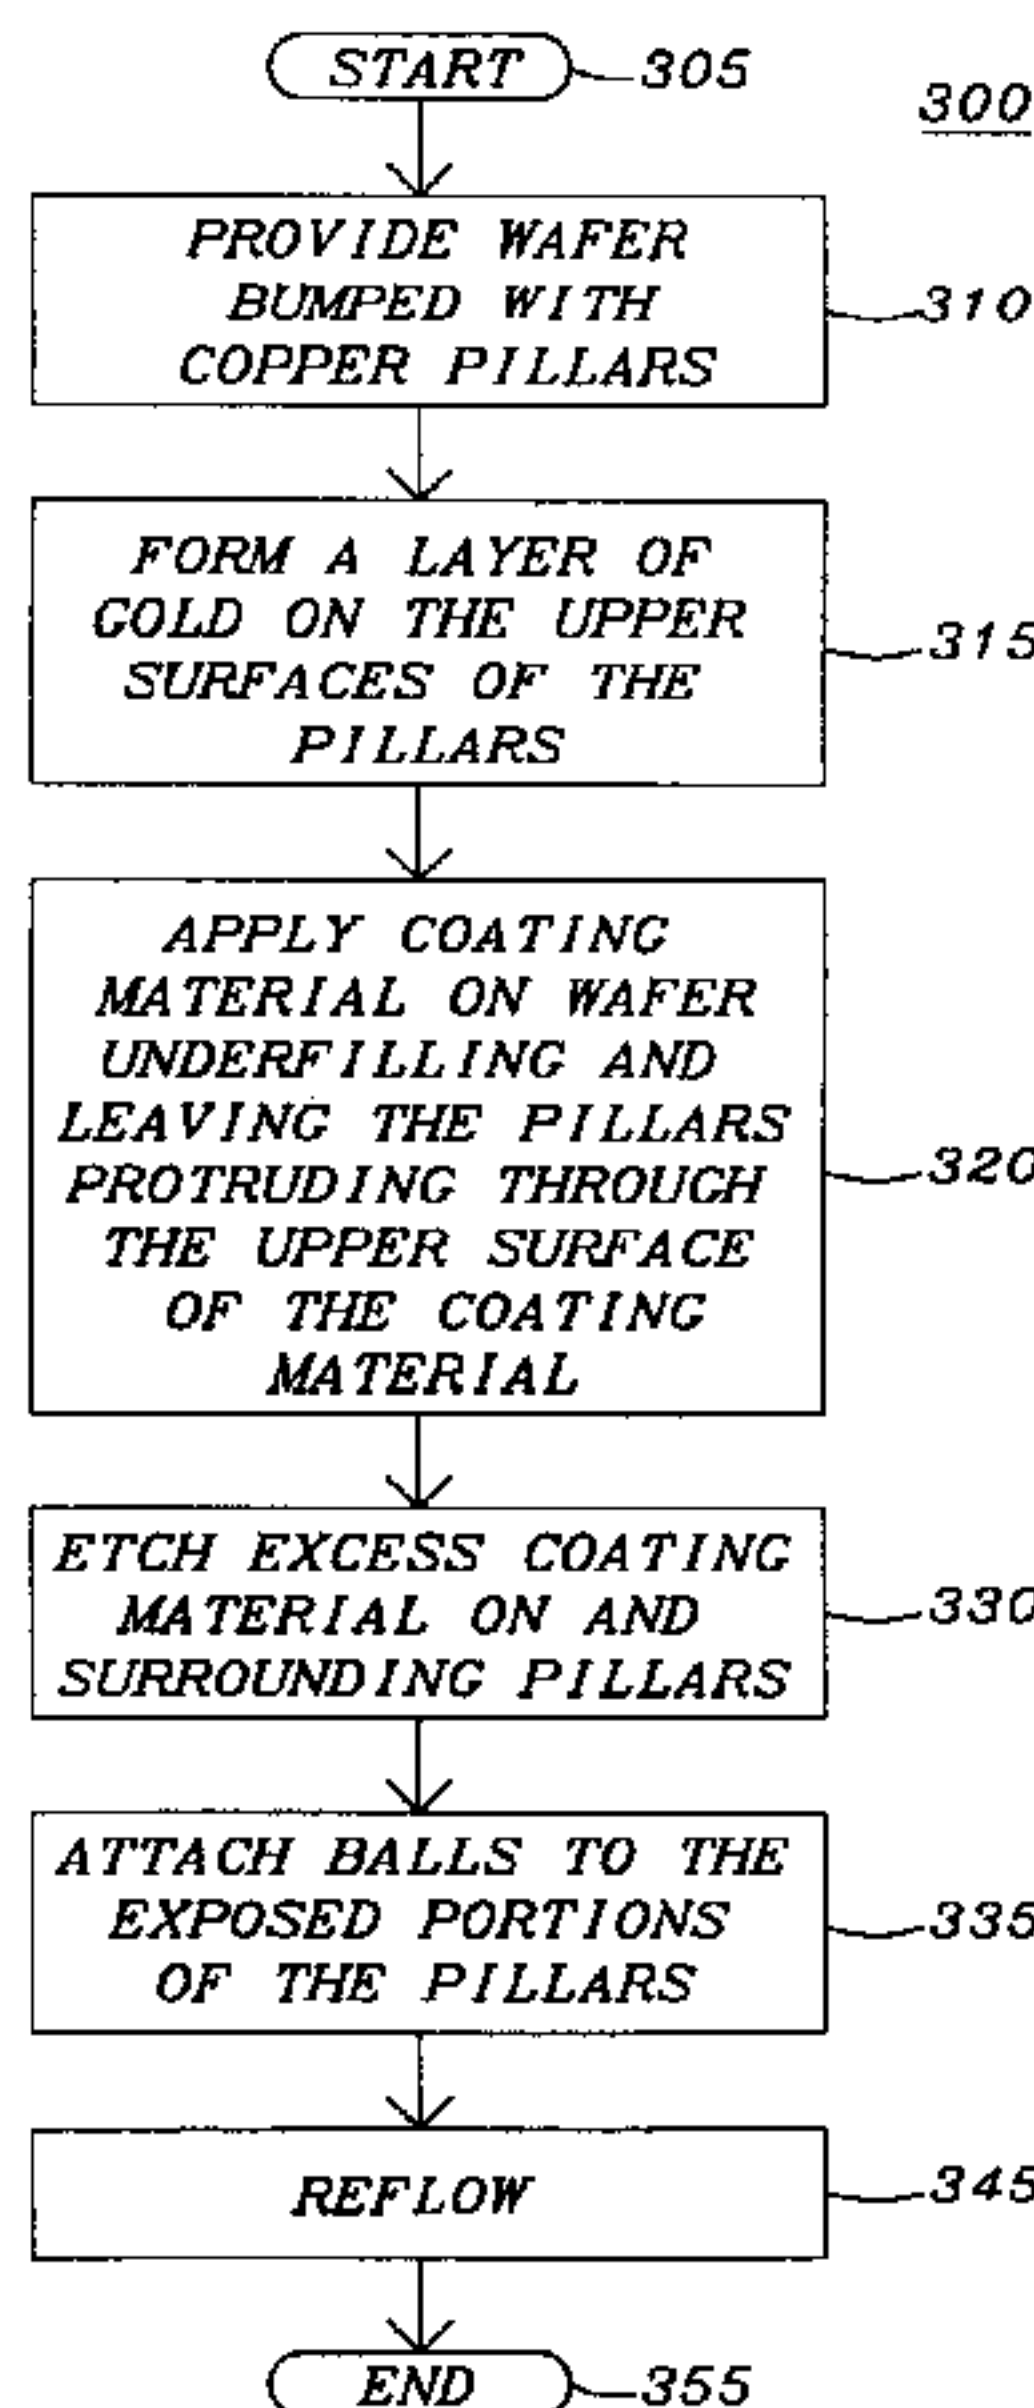 START 305
300
PROVIDE WAFER
BUMPED WITH
COPPER PILLARS
310
FORM A LAYER OF
GOLD ON THE UPPER
SURFACES OF THE
PILLARS
315
APPLY COATING
MATERIAL ON WAFER
UNDERFILLING AND
LEAVING THE PILLARS
PROTRUDING THROUGH
THE UPPER SURFACE
OF THE COATING
MATERIAL
320
ETCH EXCESS COATING
MATERIAL ON AND
SURROUNDING PILLARS
330
ATTACH BALLS TO THE
EXPOSED PORTIONS
OF THE PILLARS
335
REFLOW
345
END 355